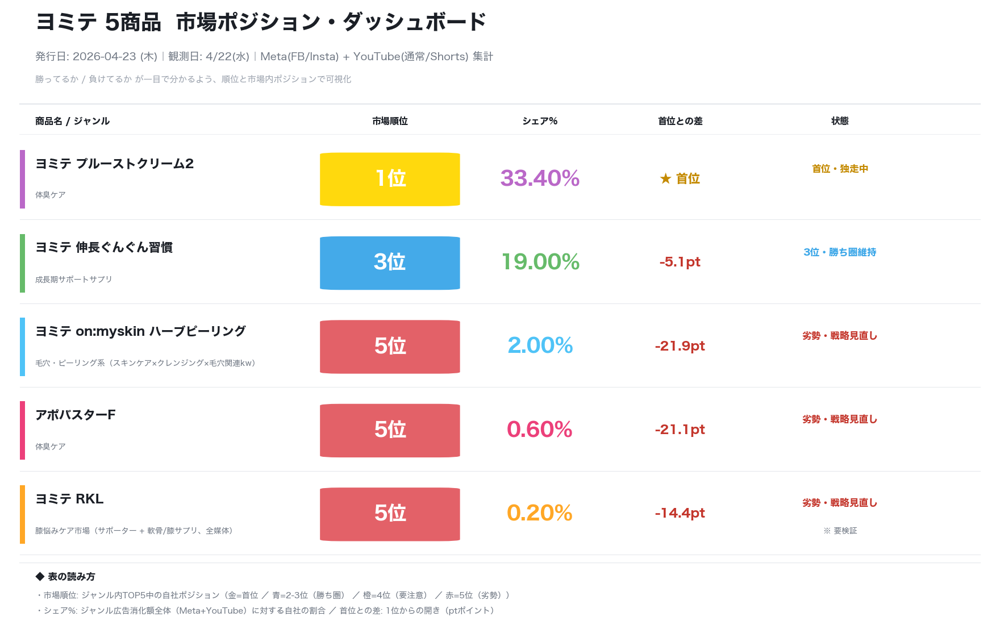 ヨミテ 5商品 市場ポジション・ダッシュボード
発行日: 2026-04-23 (木)｜観測日: 4/22(水)｜Meta(FB/Insta) + YouTube(通常/Shorts) 集計
勝ってるか / 負けてるか が一目で分かるよう、順位と市場内ポジションで可視化
商品名 / ジャンル 市場順位 シェア% 首位との差 状態
ヨミテ プルーストクリーム2
体臭ケア
1位 33.40% ★ 首位 首位・独走中
ヨミテ 伸長ぐんぐん習慣
成長期サポートサプリ
3位 19.00% -5.1pt 3位・勝ち圏維持
ヨミテ on:myskin ハーブピーリング
毛穴・ピーリング系（スキンケア×クレンジング×毛穴関連kw）
5位 2.00% -21.9pt 劣勢・戦略見直し
アポバスターF
体臭ケア
5位 0.60% -21.1pt 劣勢・戦略見直し
ヨミテ RKL
膝悩みケア市場（サポーター + 軟骨/膝サプリ、全媒体）
5位 0.20% -14.4pt 劣勢・戦略見直し
※ 要検証
◆ 表の読み方
・市場順位: ジャンル内TOP5中の自社ポジション（金=首位 ／ 青=2-3位（勝ち圏） ／ 橙=4位（要注意） ／ 赤=5位（劣勢））
・シェア%: ジャンル広告消化額全体（Meta+YouTube）に対する自社の割合 ／ 首位との差: 1位からの開き（ptポイント）